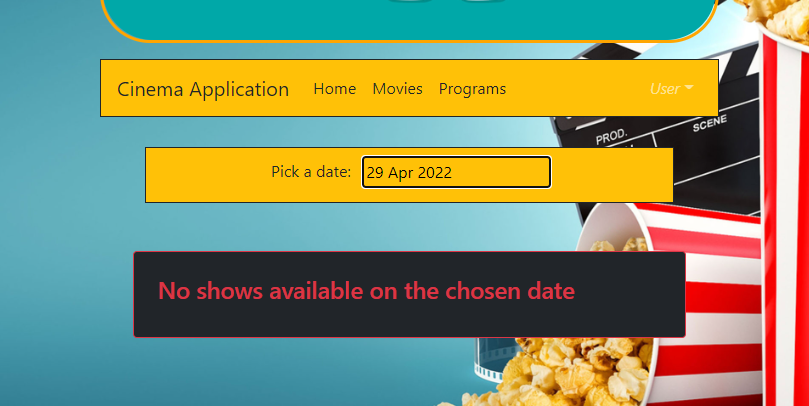 Cinema Application Home Movies Programs User
PROD. SCENE
Pick a date: 29 Apr 2022
No shows available on the chosen date